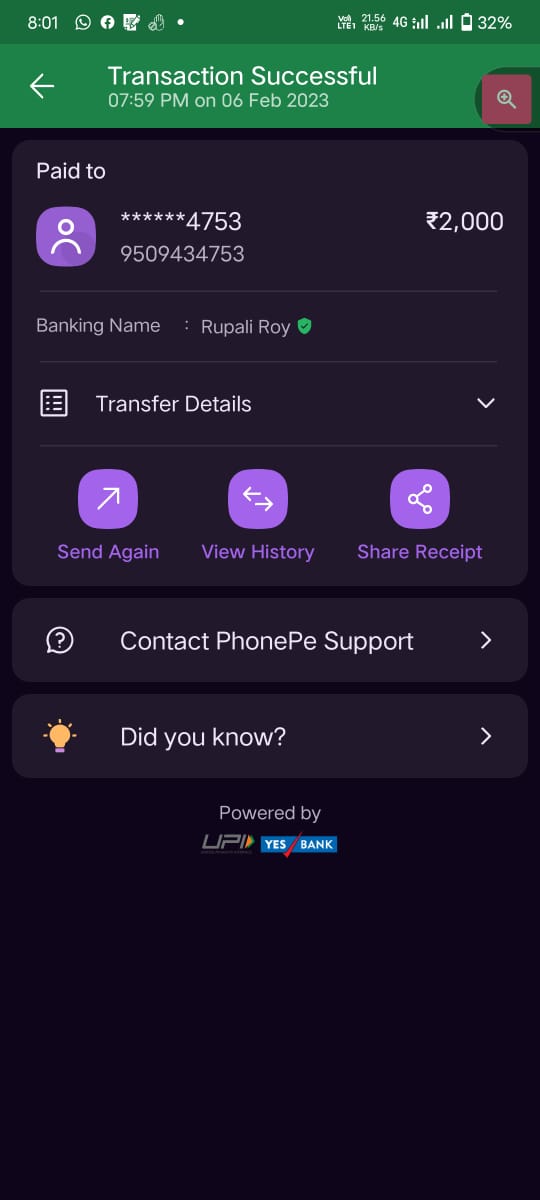 8:01
Vo) LTE1 21.56 KB/s 4G 32%
Transaction Successful
07:59 PM on 06 Feb 2023
Paid to
******4753 ₹2,000
9509434753
Banking Name : Rupali Roy
Transfer Details
Send Again View History Share Receipt
Contact PhonePe Support
Did you know?
Powered by
UPI YES BANK